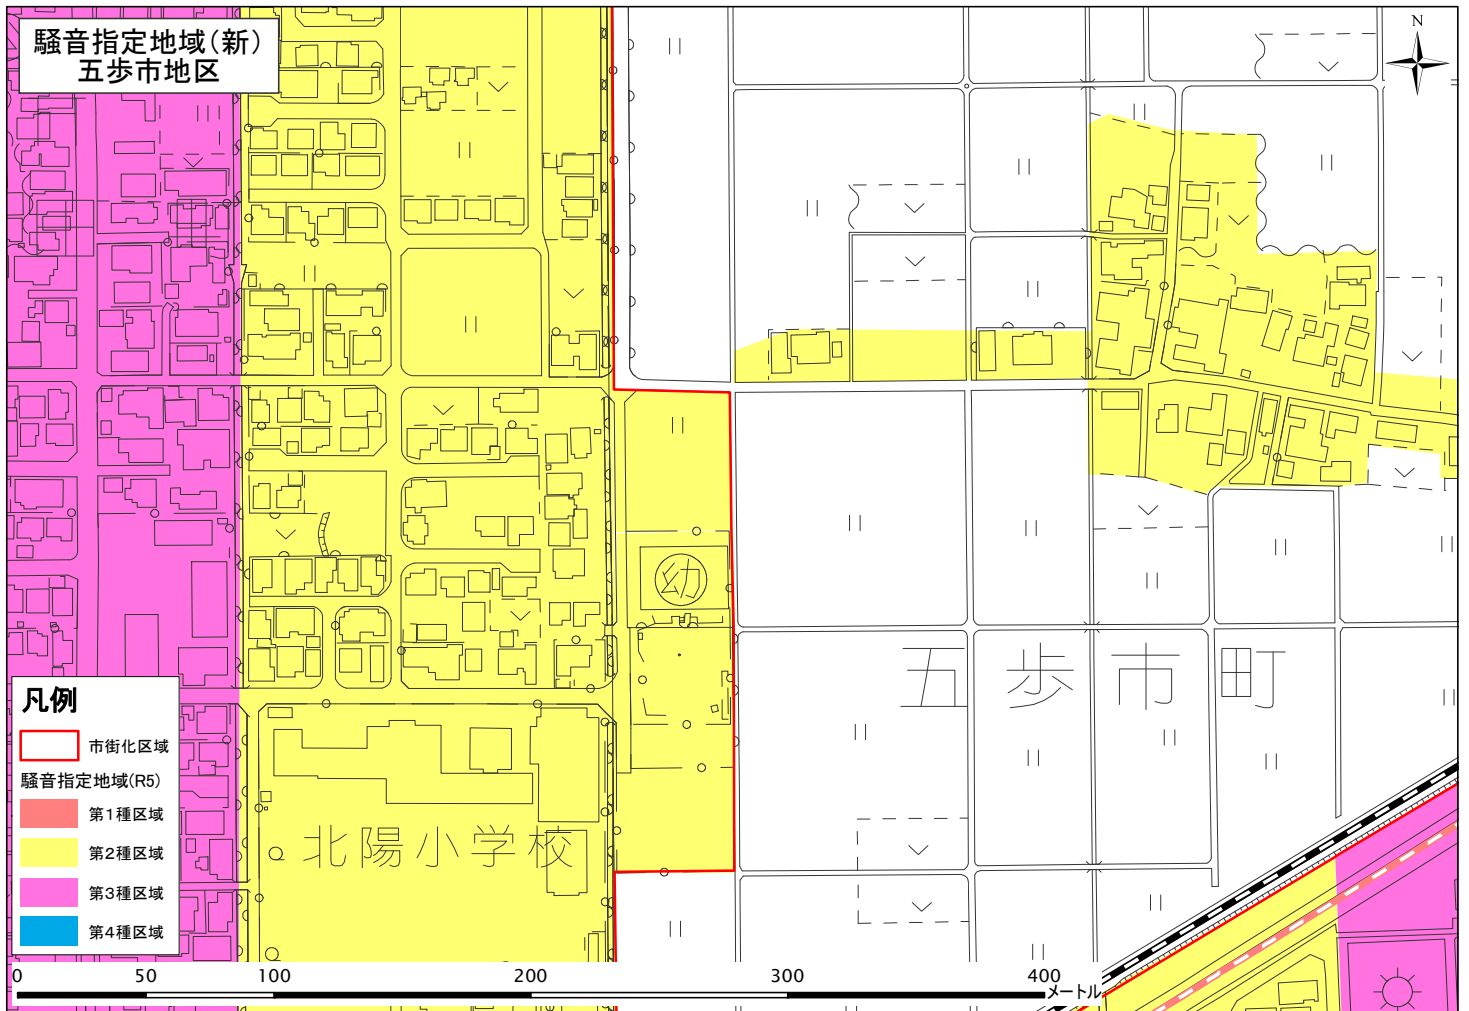 騒音指定地域(新)
五歩市地区
N
幼
五歩市町
北陽小学校
凡例
市街化区域
騒音指定地域(R5)
第1種区域
第2種区域
第3種区域
第4種区域
0 50 100 200 300 400
メートル